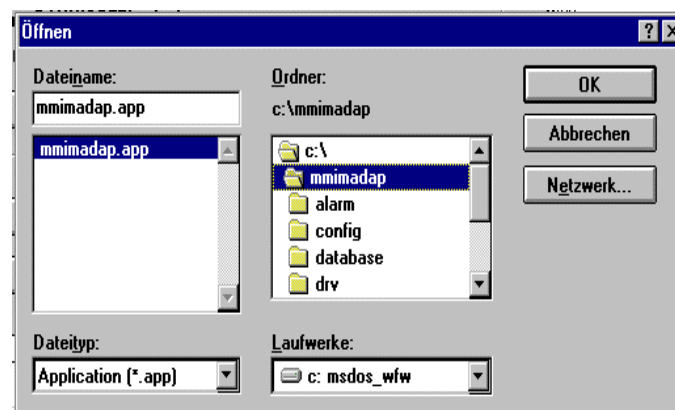 Öffnen
Dateiname:
mmimadap.app
mmimadap.app
Ordner:
c:\mmimadap
c:\
mmimadap
alarm
config
database
drv
OK
Abbrechen
Netzwerk...
Dateityp:
Application (*.app)
Laufwerke:
c: msdos_wfw